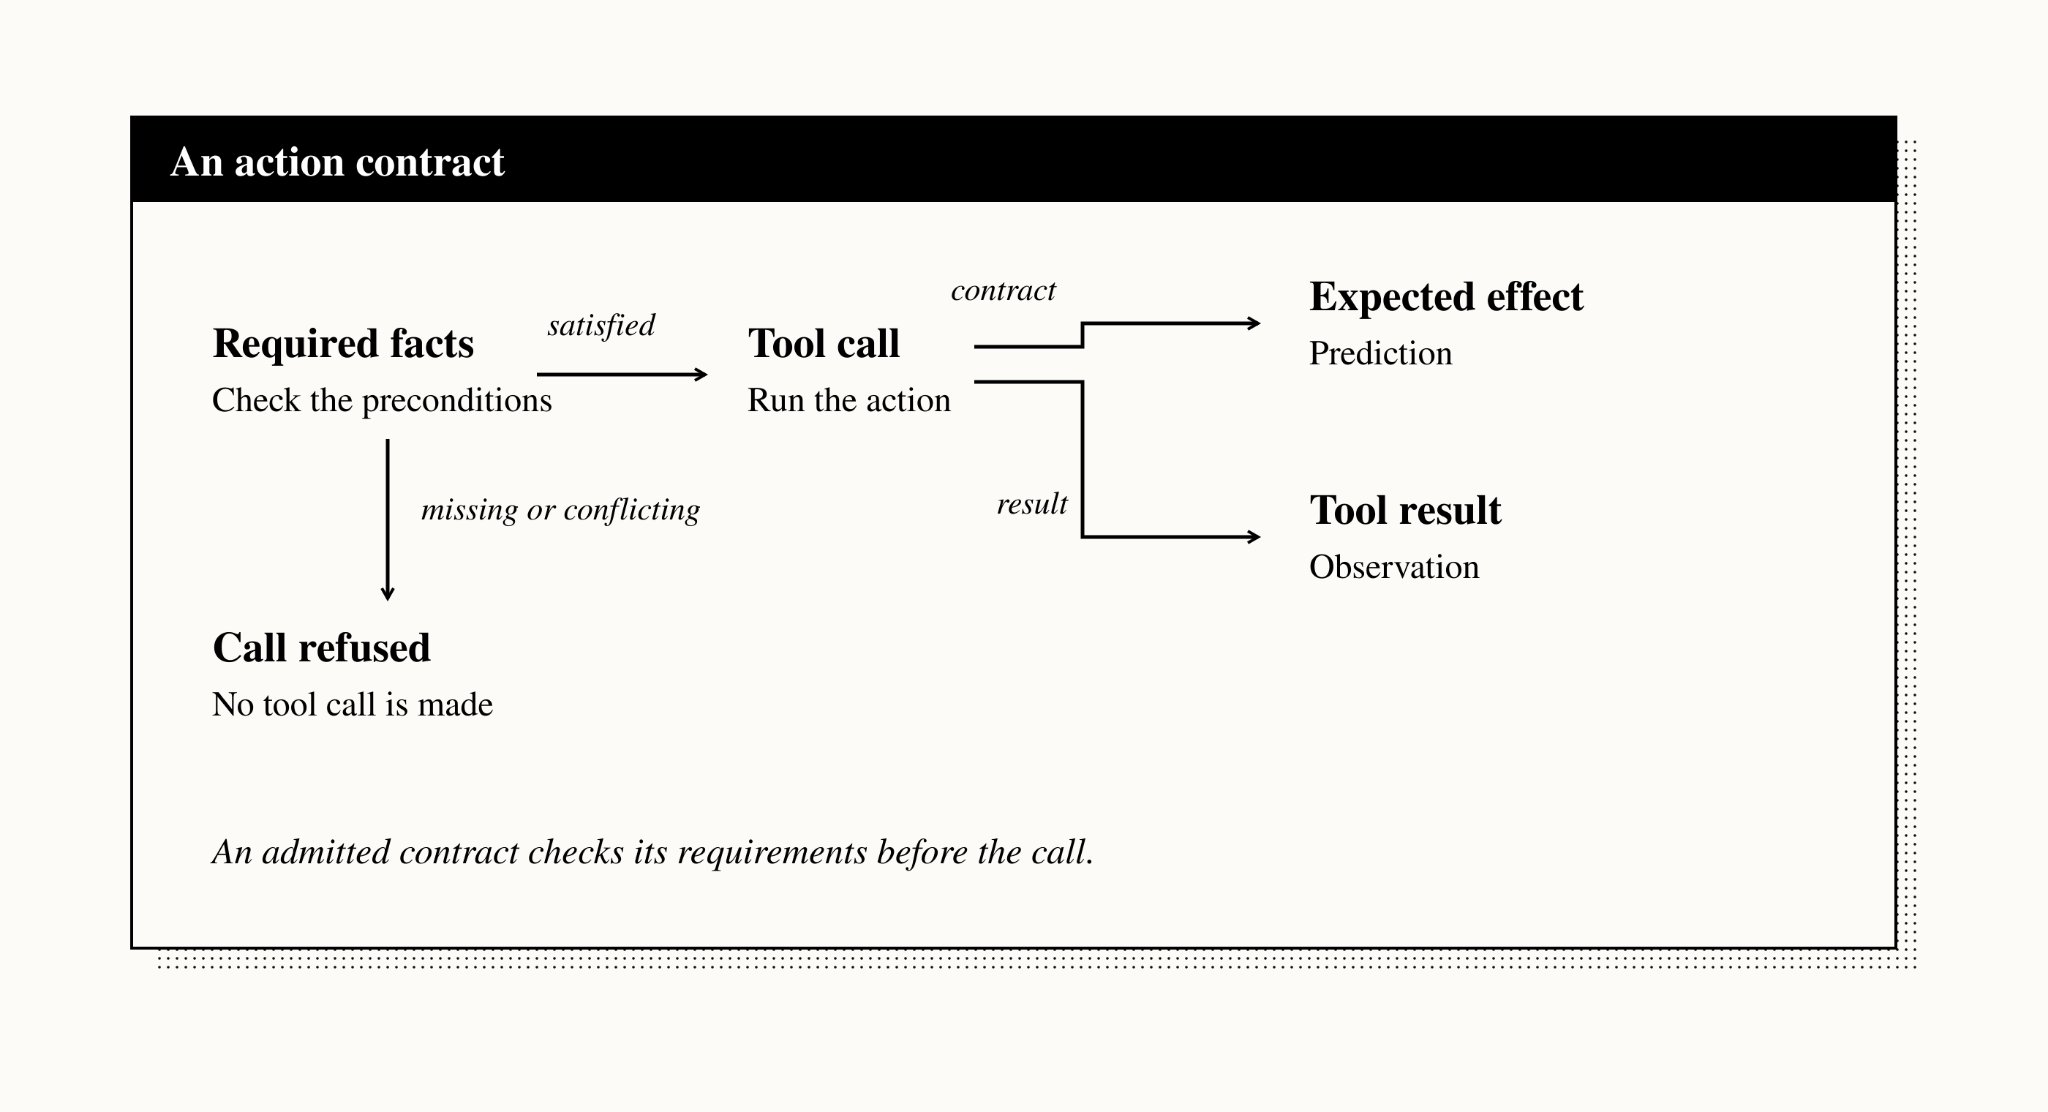 An action contract
Required facts
Check the preconditions
satisfied
Tool call
Run the action
contract
Expected effect
Prediction
result
Tool result
Observation
missing or conflicting
Call refused
No tool call is made
An admitted contract checks its requirements before the call.